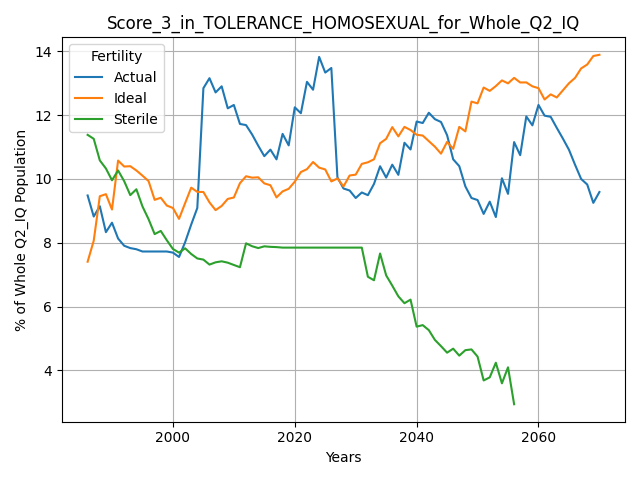 Score_3_in_TOLERANCE_HOMOSEXUAL_for_Whole_Q2_IQ
Fertility
Actual
Ideal
Sterile
% of Whole Q2_IQ Population
14
12
10
8
6
4
2000
2020
2040
2060
Years